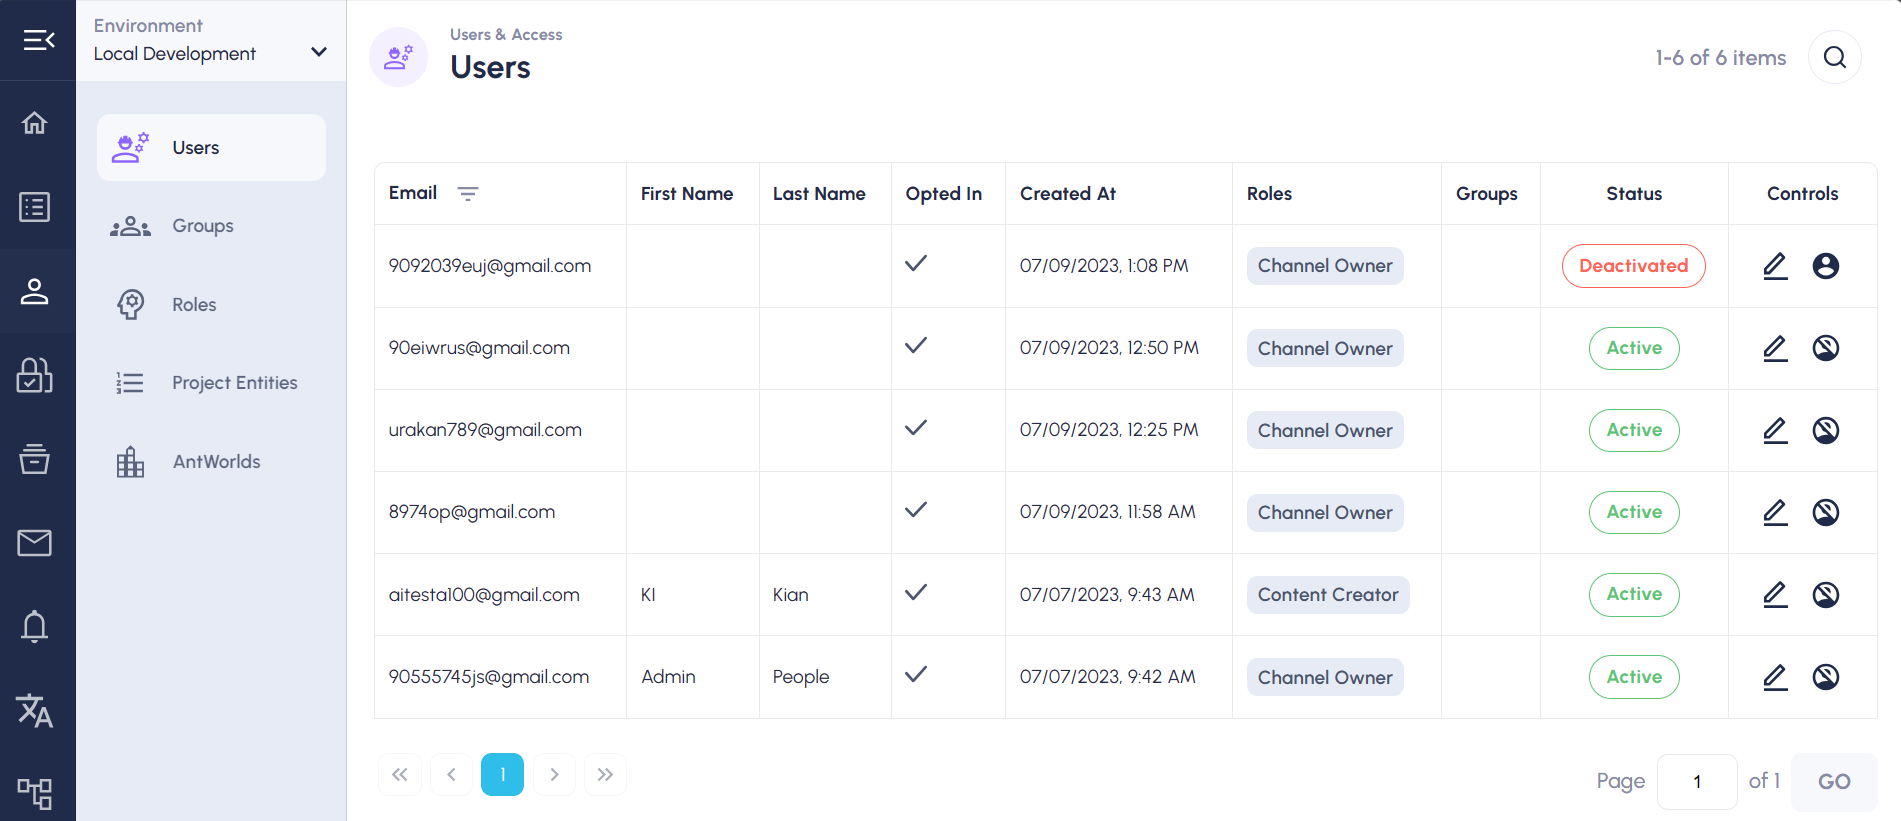 Environment
Local Development
Users
Groups
Roles
Project Entities
AntWorlds
Users & Access
Users
1-6 of 6 items
Email First Name Last Name Opted In Created At Roles Groups Status Controls
9092039euj@gmail.com 07/09/2023, 1:08 PM Channel Owner Deactivated
90eiwrus@gmail.com 07/09/2023, 12:50 PM Channel Owner Active
urakan789@gmail.com 07/09/2023, 12:25 PM Channel Owner Active
8974op@gmail.com 07/09/2023, 11:58 AM Channel Owner Active
aitesta100@gmail.com KI Kian 07/07/2023, 9:43 AM Content Creator Active
90555745js@gmail.com Admin People 07/07/2023, 9:42 AM Channel Owner Active
1
Page 1 of 1 GO